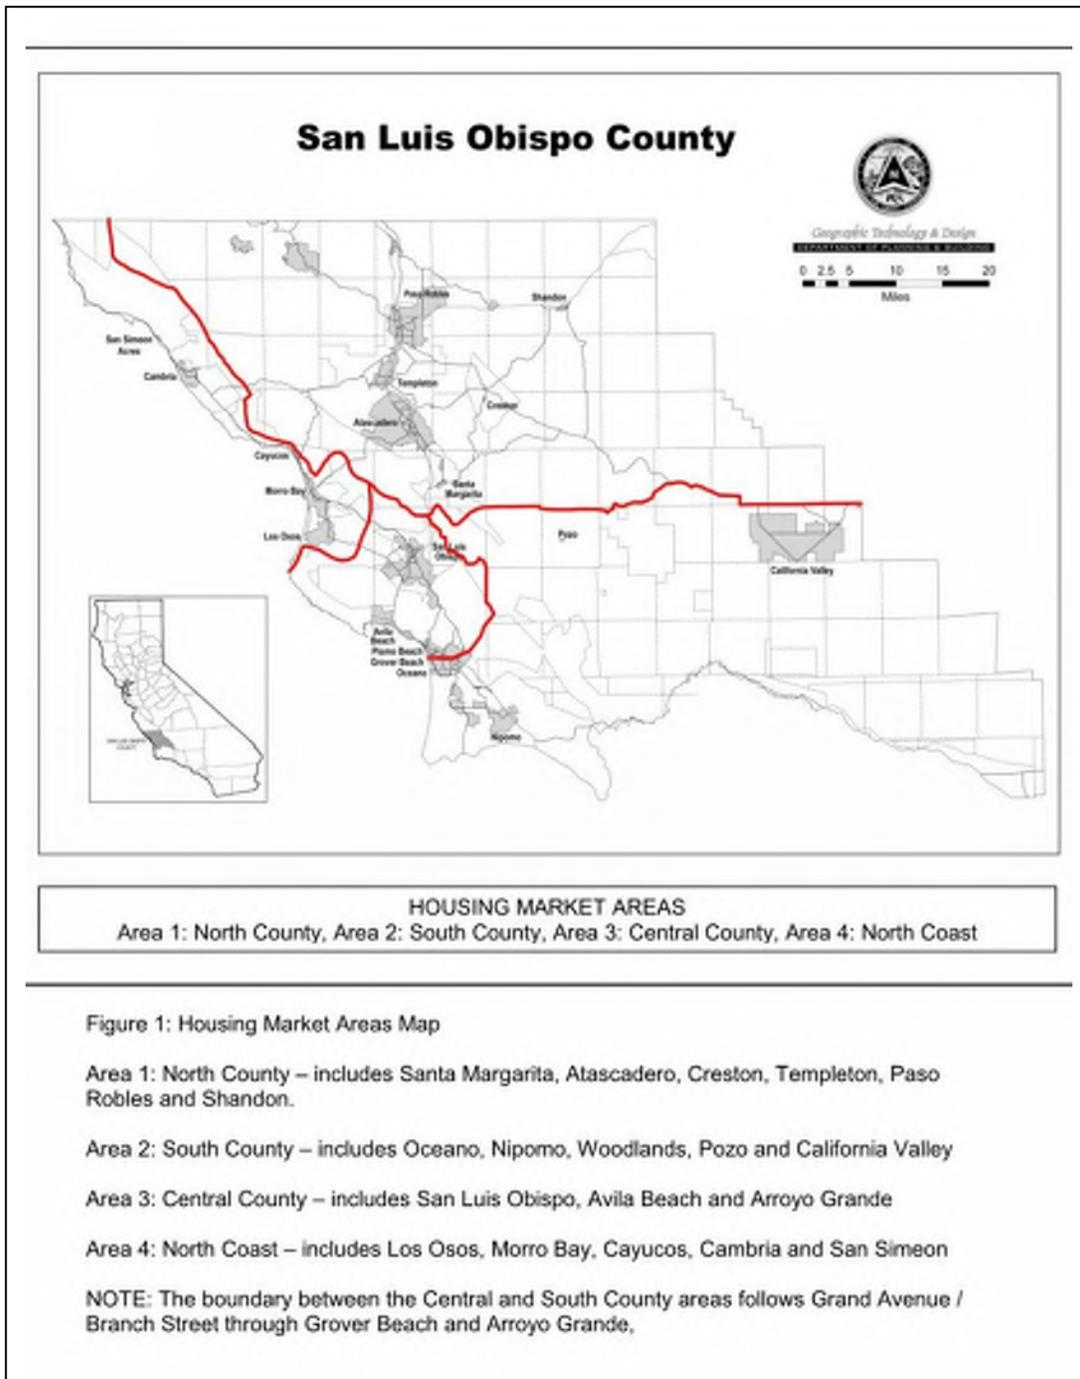 San Luis Obispo County
Geographic Technology & Design
DEPARTMENT OF PLANNING & BUILDING
0 2.5 5 10 15 20
Miles
Paso Robles
Shandon
San Simeon
Acres
Cambria
Templeton
Creston
Atascadero
Cayucos
Santa
Margarita
Morro Bay
Los Osos
Pozo
San Luis
Obispo
California Valley
Avila
Beach
Pismo Beach
Grover Beach
Oceano
Nipomo
SAN LUIS OBISPO
COUNTY
HOUSING MARKET AREAS
Area 1: North County, Area 2: South County, Area 3: Central County, Area 4: North Coast
Figure 1: Housing Market Areas Map
Area 1: North County – includes Santa Margarita, Atascadero, Creston, Templeton, Paso
Robles and Shandon.
Area 2: South County – includes Oceano, Nipomo, Woodlands, Pozo and California Valley
Area 3: Central County – includes San Luis Obispo, Avila Beach and Arroyo Grande
Area 4: North Coast – includes Los Osos, Morro Bay, Cayucos, Cambria and San Simeon
NOTE: The boundary between the Central and South County areas follows Grand Avenue /
Branch Street through Grover Beach and Arroyo Grande,